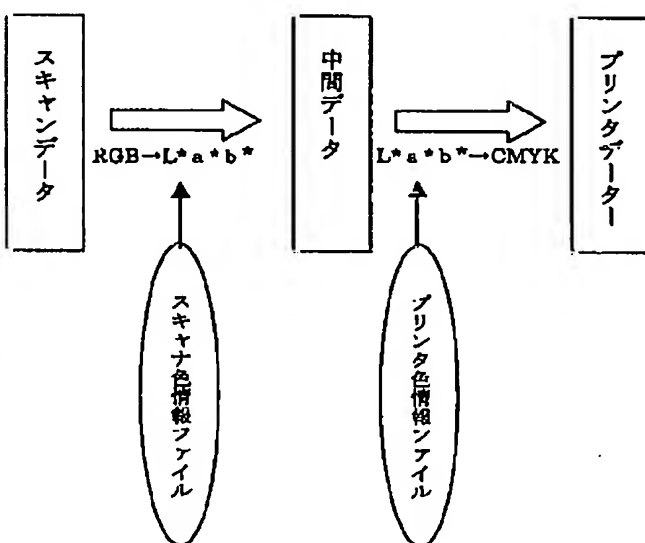 スキャンデータ
RGB→L*a*b*
中間データ
L*a*b*→CMYK
プリンタデーター
スキャナ色情報ファイル
プリンタ色情報ファイル